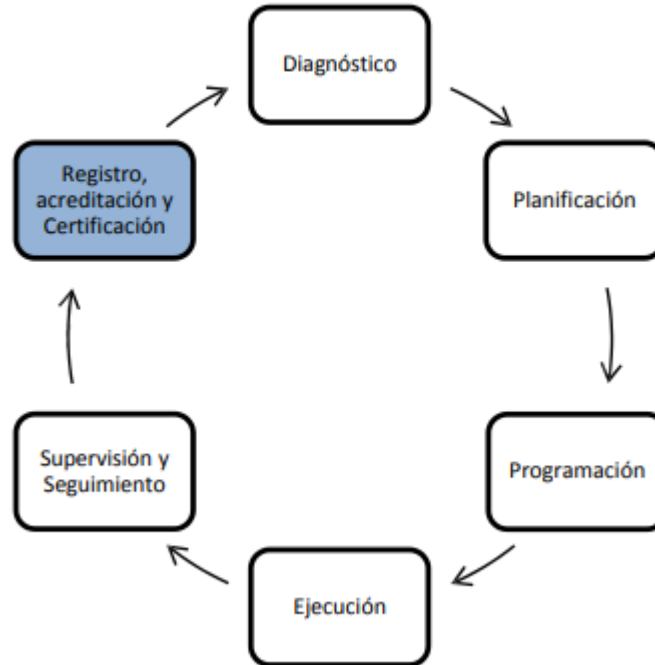 Diagnóstico
Planificación
Programación
Ejecución
Supervisión y
Seguimiento
Registro,
acreditación y
Certificación